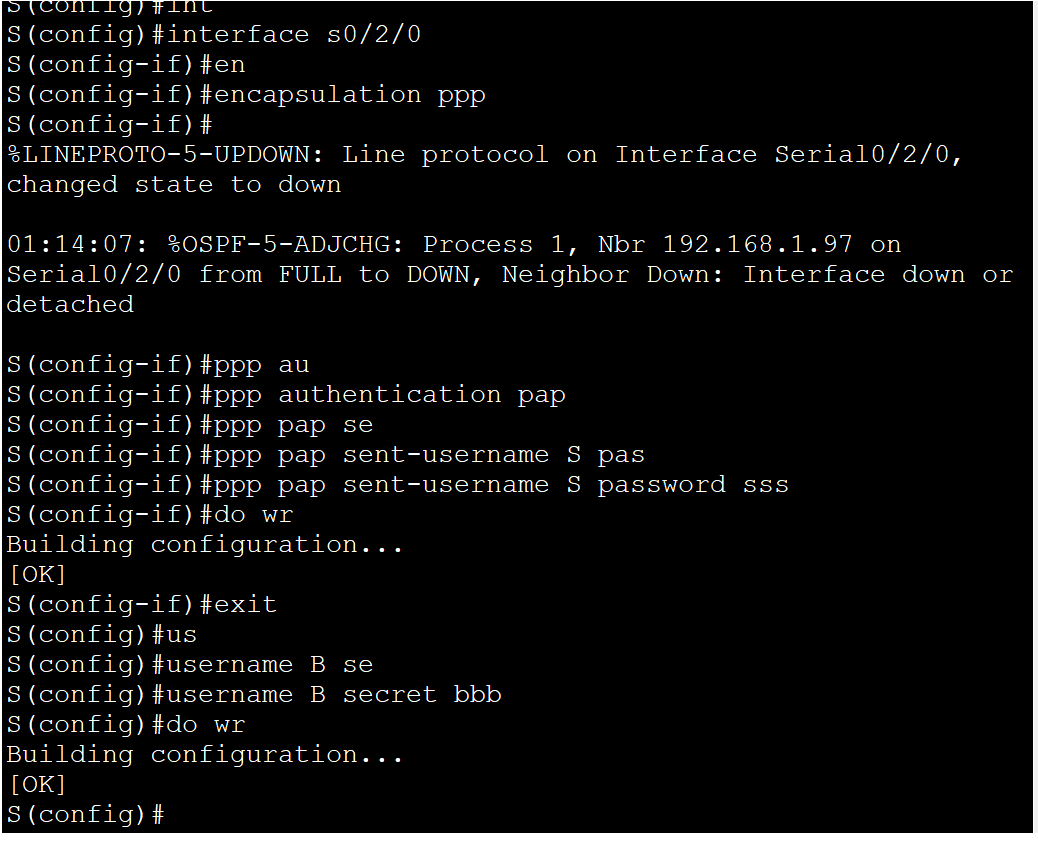 S(config)#int
S(config)#interface s0/2/0
S(config-if)#en
S(config-if)#encapsulation ppp
S(config-if)#
%LINEPROTO-5-UPDOWN: Line protocol on Interface Serial0/2/0,
changed state to down
01:14:07: %OSPF-5-ADJCHG: Process 1, Nbr 192.168.1.97 on
Serial0/2/0 from FULL to DOWN, Neighbor Down: Interface down or
detached
S(config-if)#ppp au
S(config-if)#ppp authentication pap
S(config-if)#ppp pap se
S(config-if)#ppp pap sent-username S pas
S(config-if)#ppp pap sent-username S password sss
S(config-if)#do wr
Building configuration...
[OK]
S(config-if)#exit
S(config)#us
S(config)#username B se
S(config)#username B secret bbb
S(config)#do wr
Building configuration...
[OK]
S(config)#